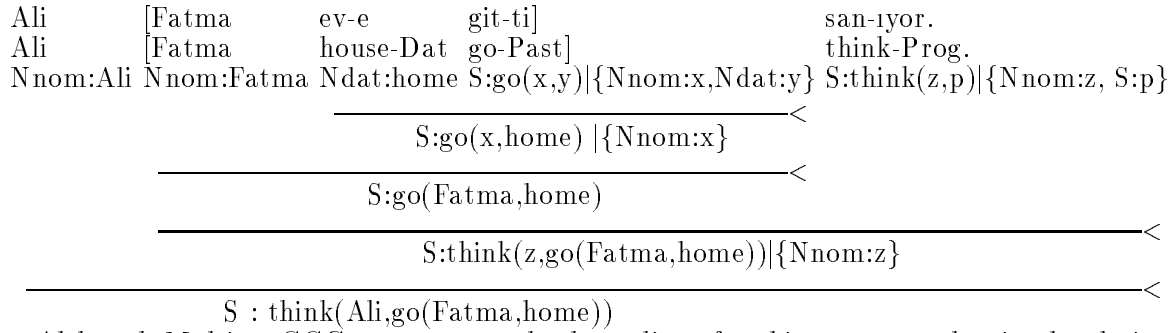 Ali [Fatma ev-e git-ti] san-ıyor.
Ali [Fatma house-Dat go-Past] think-Prog.
Nnom:Ali Nnom:Fatma Ndat:home S:go(x,y)|{Nnom:x,Ndat:y} S:think(z,p)|{Nnom:z, S:p}
<
S:go(x,home) |{Nnom:x}
<
S:go(Fatma,home)
<
S:think(z,go(Fatma,home))|{Nnom:z}
<
S : think(Ali,go(Fatma,home))